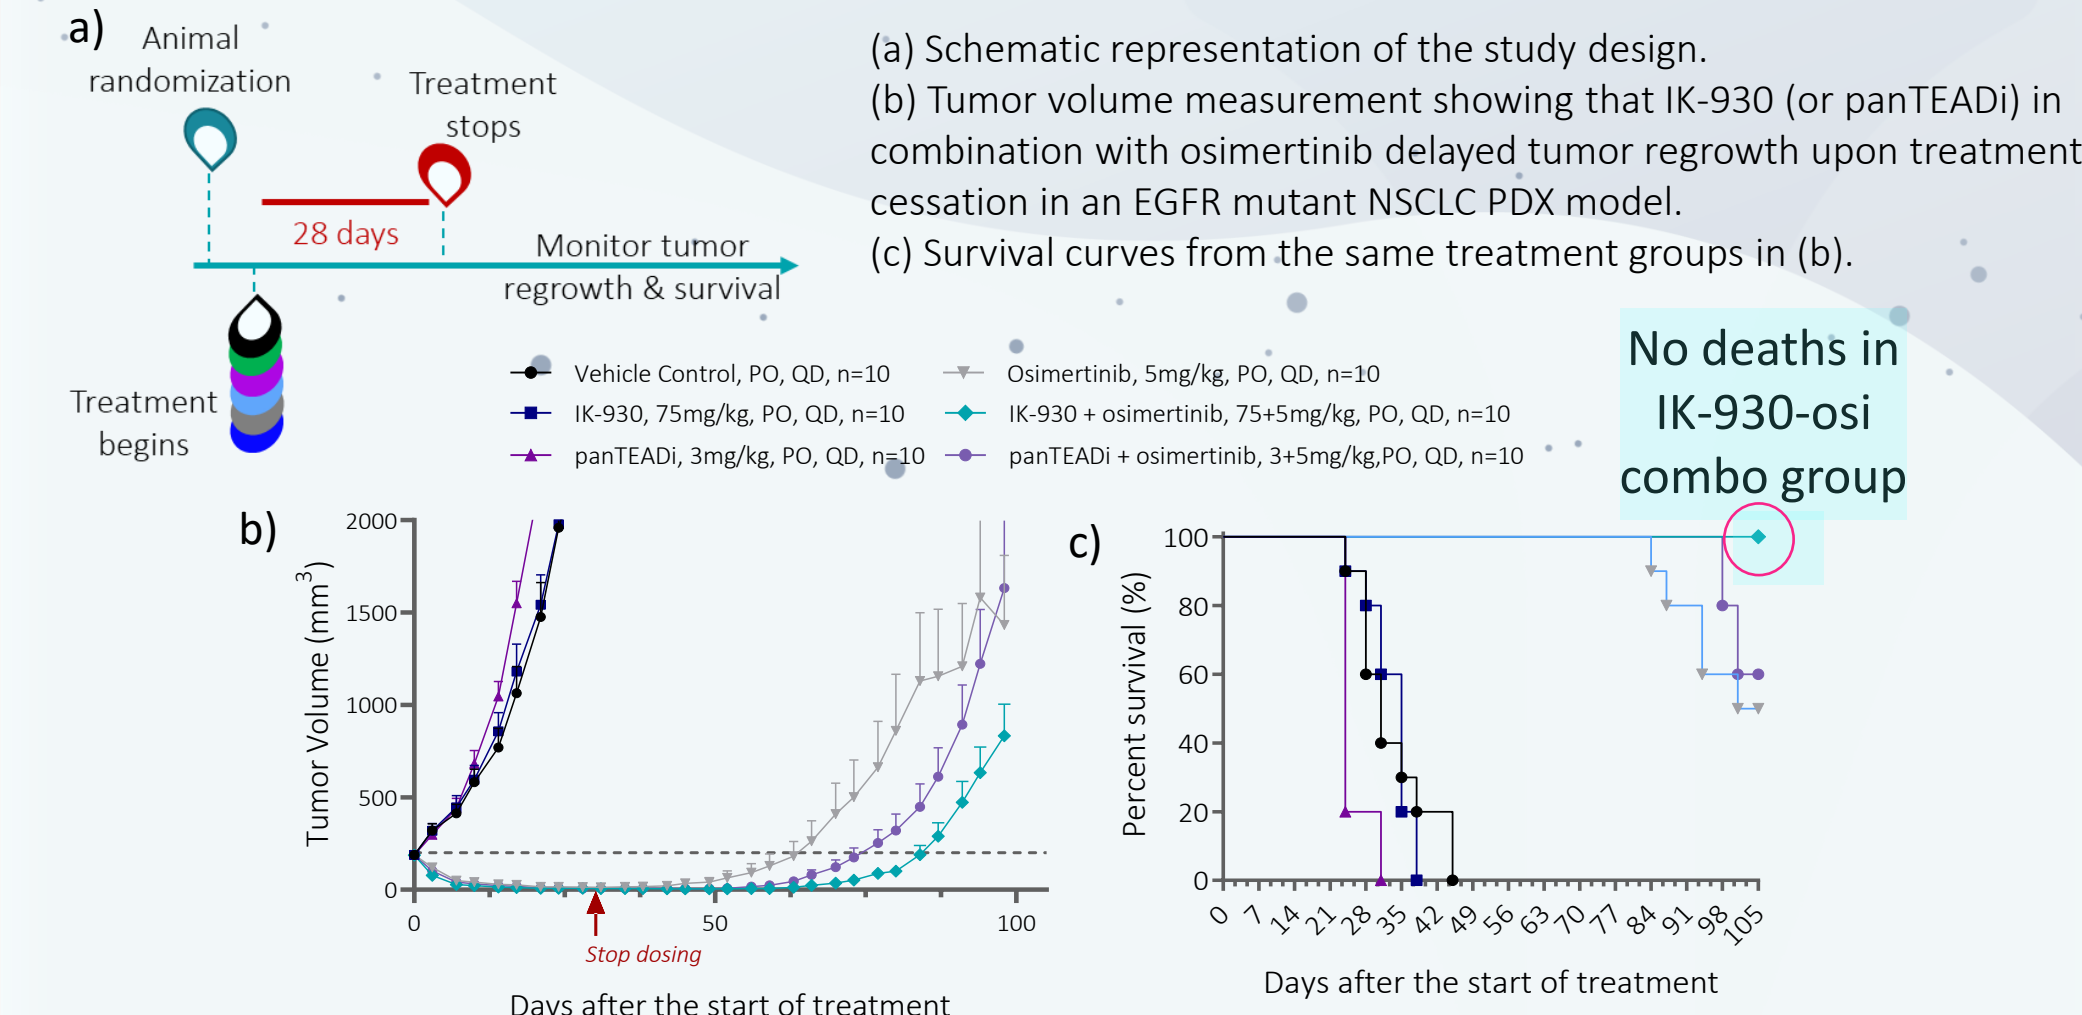 a)
Animal
randomization
Treatment
stops
28 days
Monitor tumor
regrowth & survival
Treatment
begins
(a) Schematic representation of the study design.
(b) Tumor volume measurement showing that IK-930 (or panTEADi) in
combination with osimertinib delayed tumor regrowth upon treatment
cessation in an EGFR mutant NSCLC PDX model.
(c) Survival curves from the same treatment groups in (b).
No deaths in
IK-930-osi
combo group
Vehicle Control, PO, QD, n=10
IK-930, 75mg/kg, PO, QD, n=10
panTEADi, 3mg/kg, PO, QD, n=10
Osimertinib, 5mg/kg, PO, QD, n=10
IK-930 + osimertinib, 75+5mg/kg, PO, QD, n=10
panTEADi + osimertinib, 3+5mg/kg,PO, QD, n=10
b)
Tumor Volume (mm³)
2000
1500
1000
500
0
0 50 100
Stop dosing
Days after the start of treatment
c)
Percent survival (%)
100
80
60
40
20
0
0 7 14 21 28 35 42 49 56 63 70 77 84 91 98 105
Days after the start of treatment